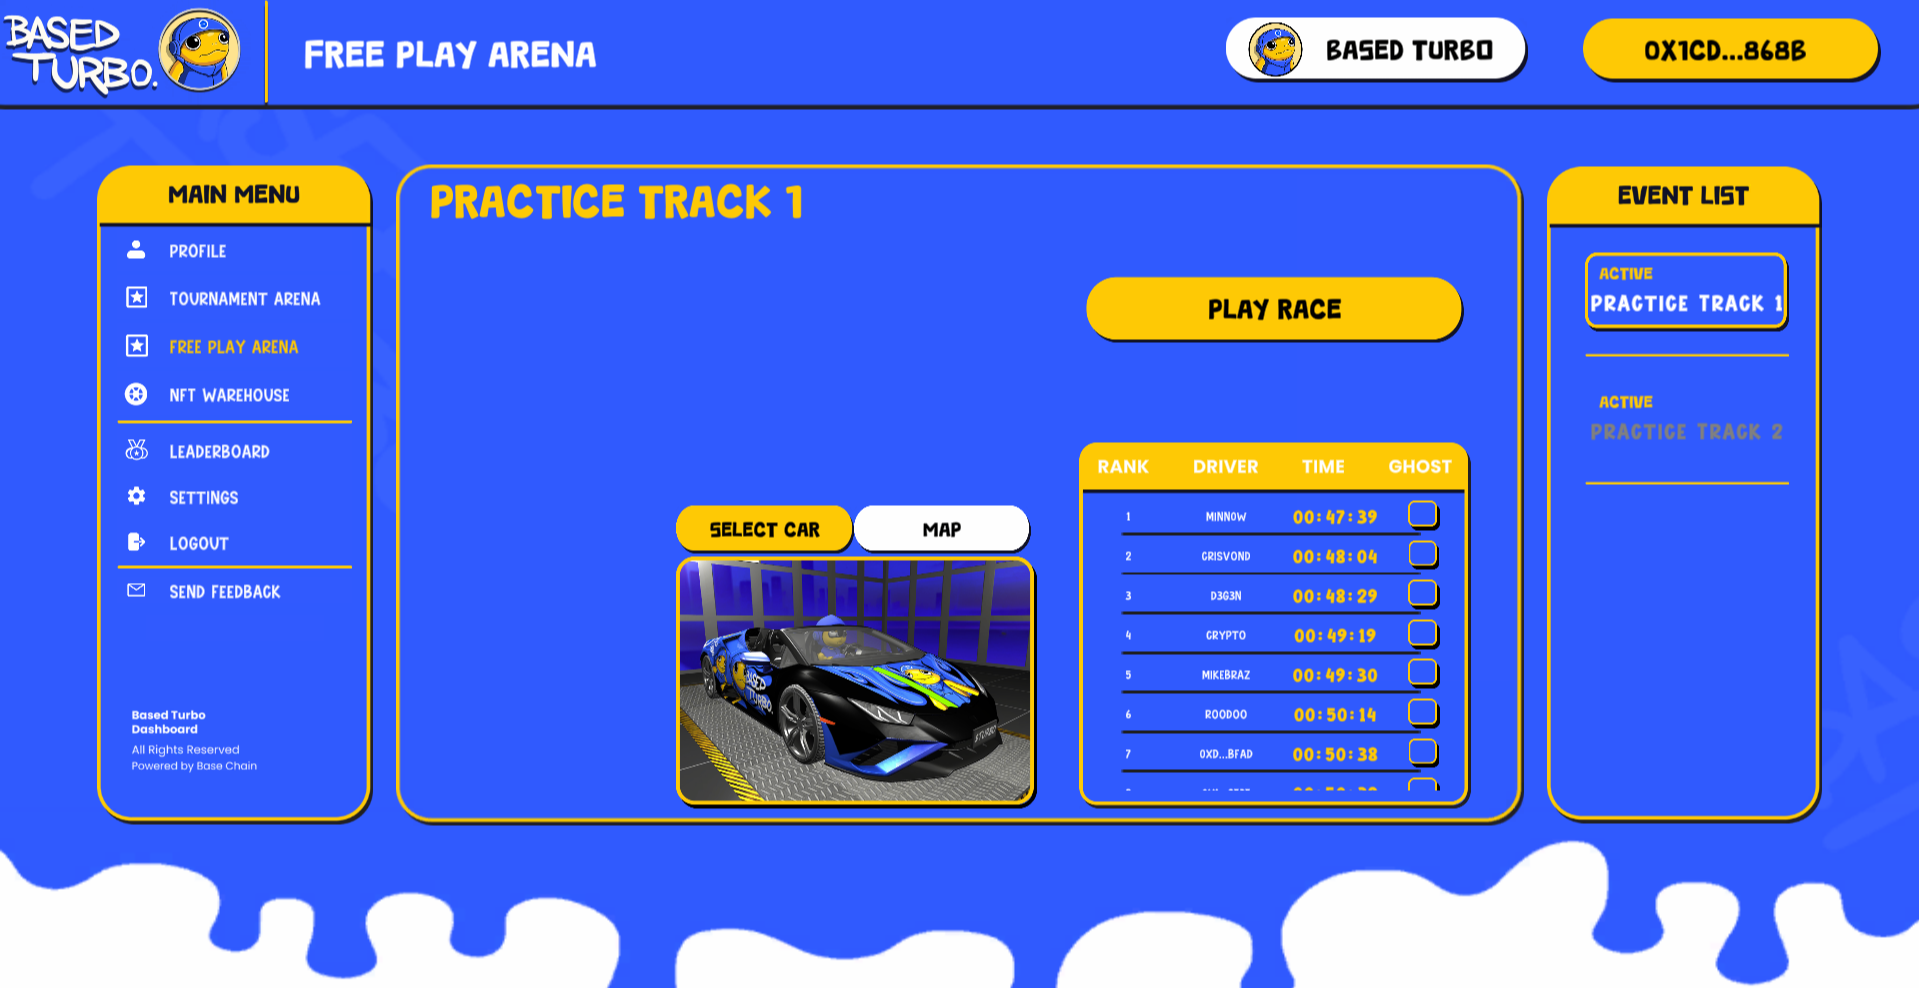 BASED
TURBO.
FREE PLAY ARENA
BASED TURBO
0X1CD...868B
MAIN MENU
PROFILE
TOURNAMENT ARENA
FREE PLAY ARENA
NFT WAREHOUSE
LEADERBOARD
SETTINGS
LOGOUT
SEND FEEDBACK
Based Turbo
Dashboard
All Rights Reserved
Powered by Base Chain
PRACTICE TRACK 1
PLAY RACE
SELECT CAR
MAP
BASED
TURBO.
$TURBO
RANK DRIVER TIME GHOST
1 MINNOW 00:47:39
2 CRISVOND 00:48:04
3 D3G3N 00:48:29
4 CRYPTO 00:49:19
5 MIKEBRAZ 00:49:30
6 ROODOO 00:50:14
7 0XD...BFAD 00:50:38
EVENT LIST
ACTIVE
PRACTICE TRACK 1
ACTIVE
PRACTICE TRACK 2